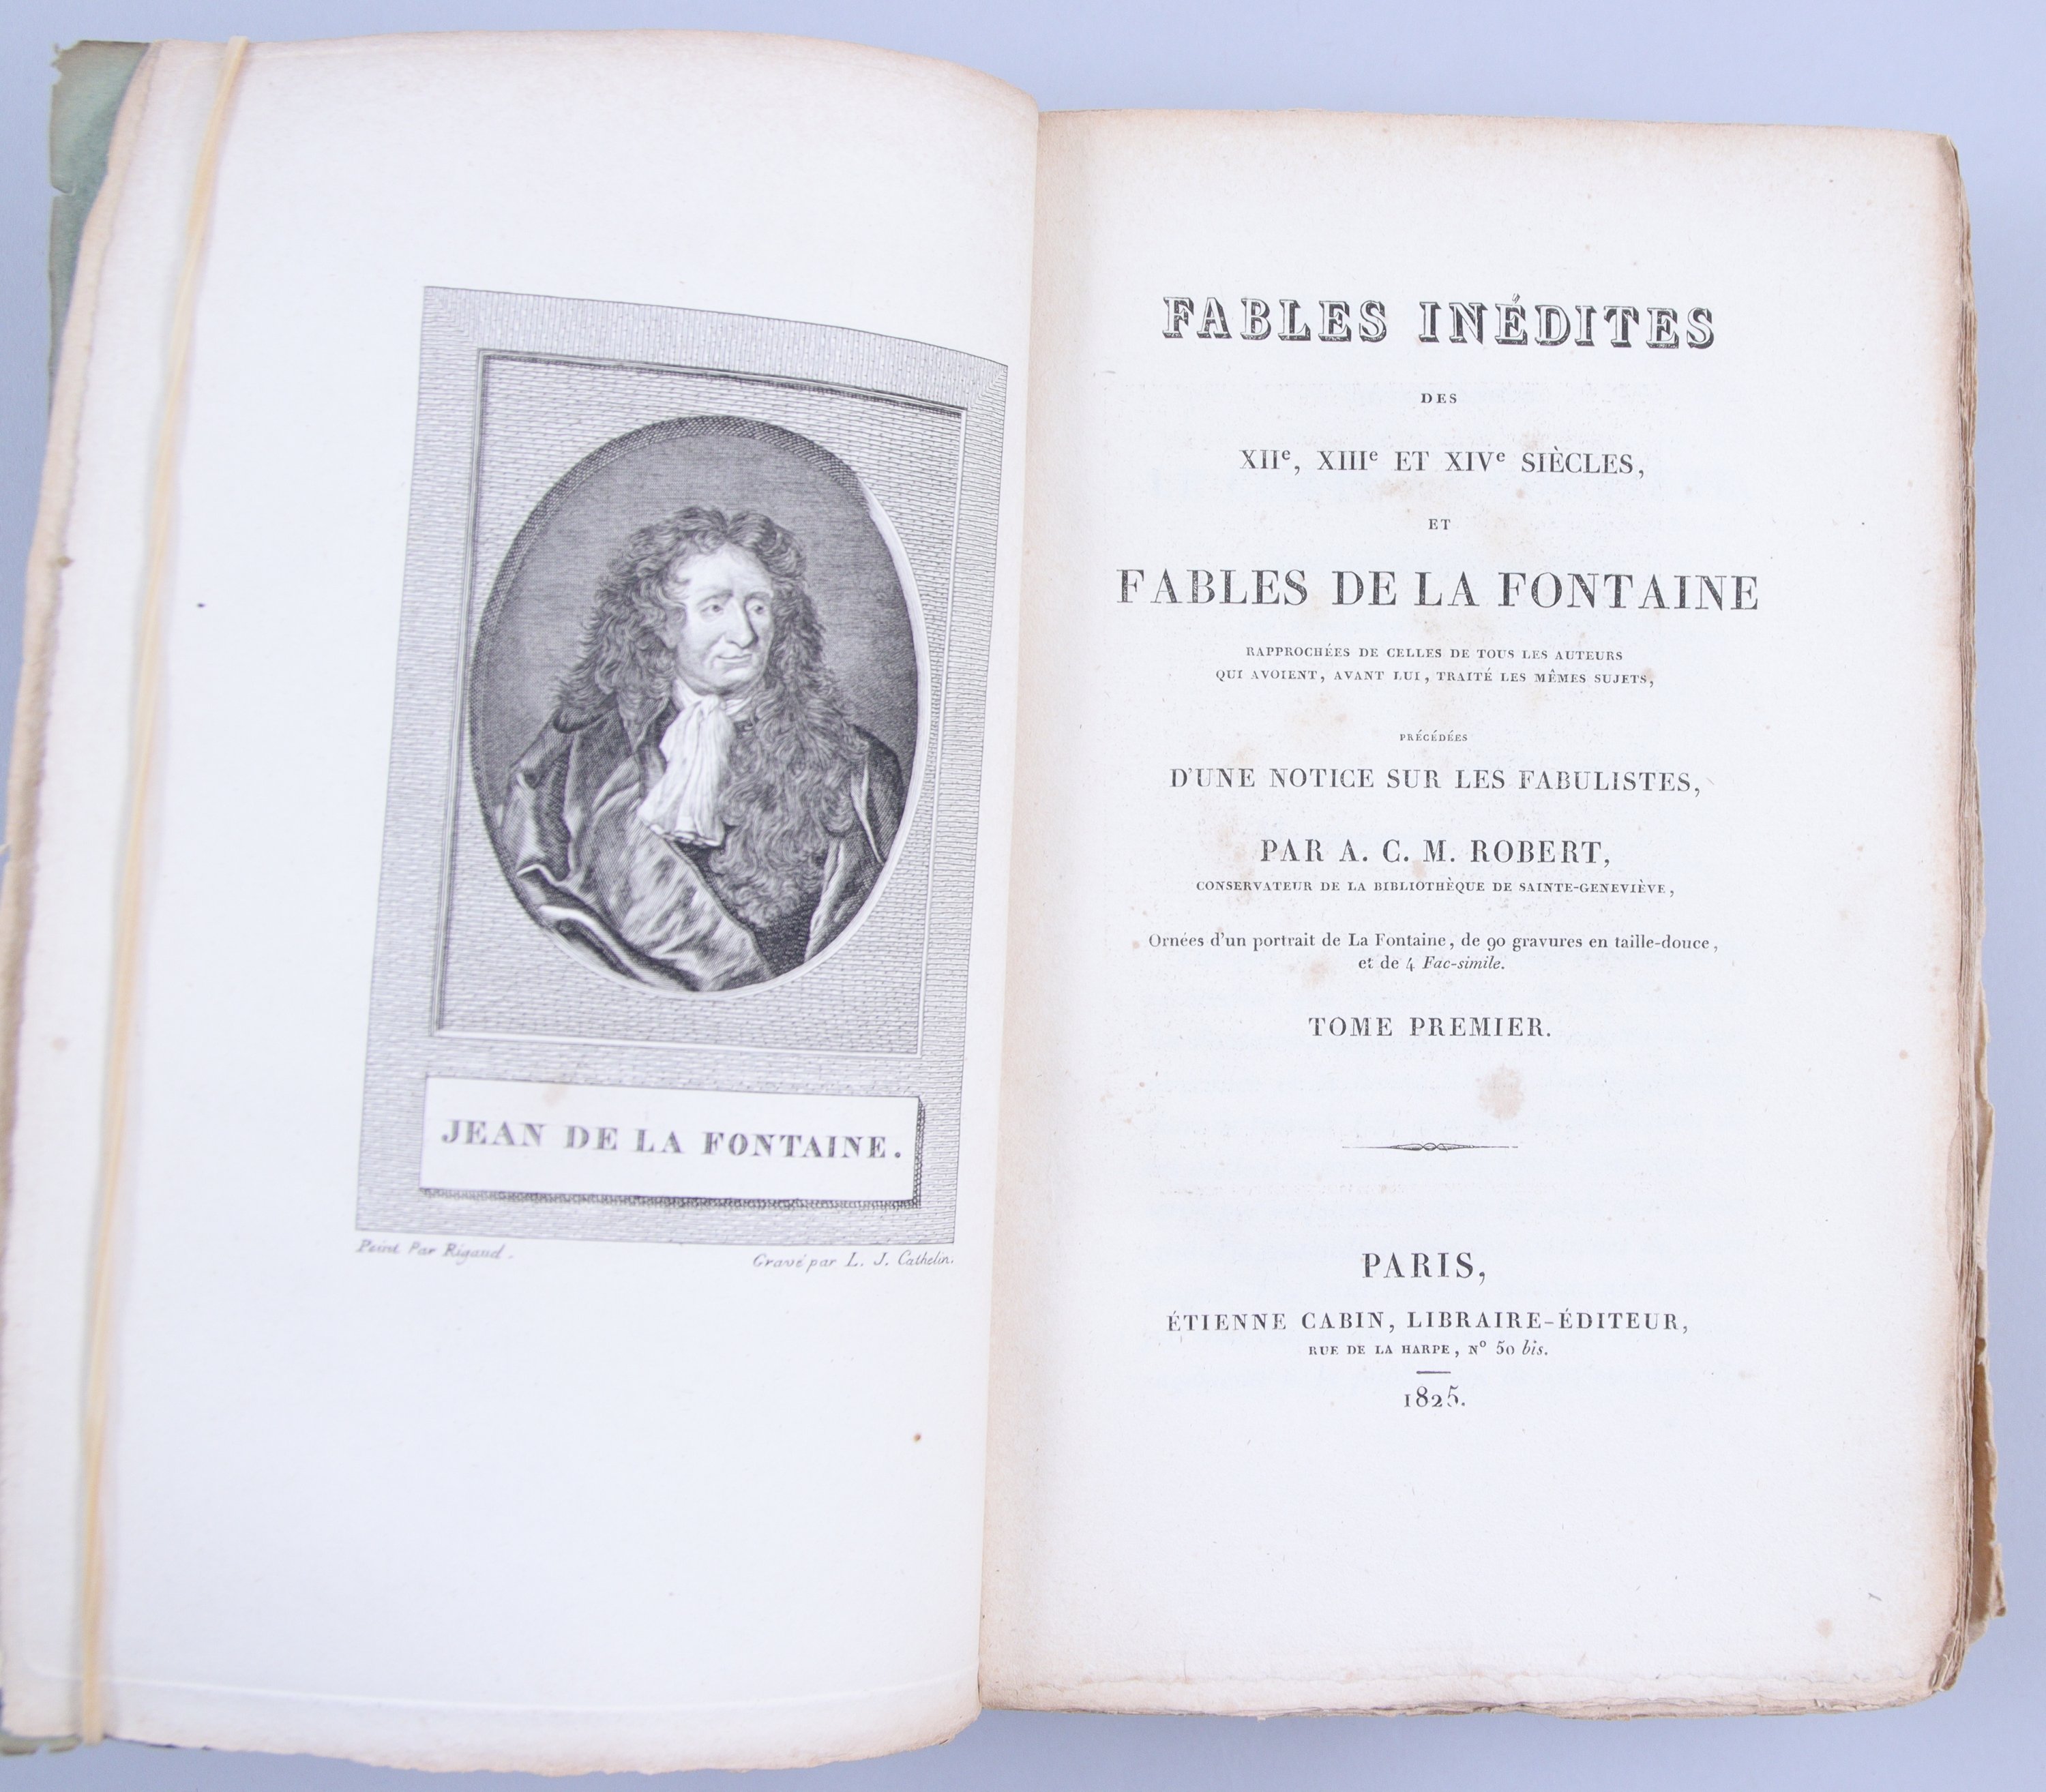 JEAN DE LA FONTAINE.
Peint Par Rigaud.
Gravé par L. J. Cathelin.
FABLES INÉDITES
DES
XIIe, XIIIe ET XIVe SIÈCLES,
ET
FABLES DE LA FONTAINE
RAPPROCHÉES DE CELLES DE TOUS LES AUTEURS
QUI AVOIENT, AVANT LUI, TRAITÉ LES MÊMES SUJETS,
PRÉCÉDÉES
D'UNE NOTICE SUR LES FABULISTES,
PAR A. C. M. ROBERT,
CONSERVATEUR DE LA BIBLIOTHÈQUE DE SAINTE-GENEVIÈVE,
Ornées d'un portrait de La Fontaine, de 90 gravures en taille-douce,
et de 4 Fac-simile.
TOME PREMIER.
PARIS,
ÉTIENNE CABIN, LIBRAIRE-ÉDITEUR,
RUE DE LA HARPE, N° 50 bis.
1825.